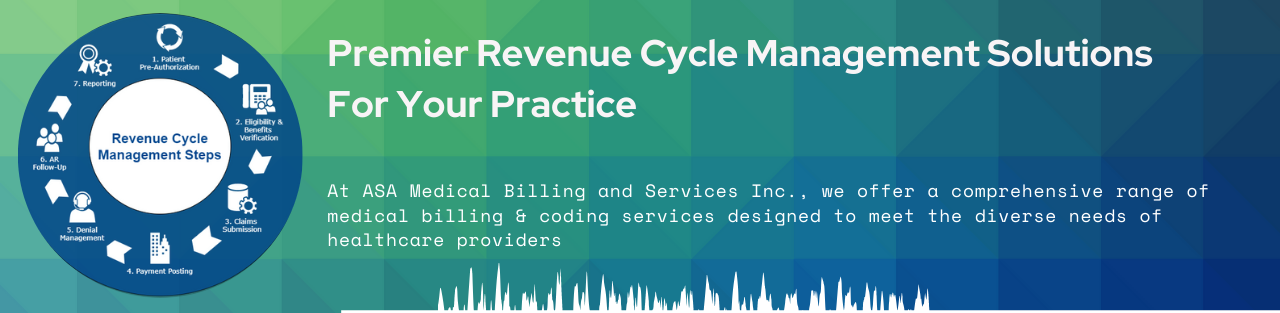 Premier Revenue Cycle Management Solutions
For Your Practice
At ASA Medical Billing and Services Inc., we offer a comprehensive range of
medical billing & coding services designed to meet the diverse needs of
healthcare providers
Revenue Cycle
Management Steps
1. Patient
Pre-Authorization
2. Eligibility &
Benefits
Verification
3. Claims
Submission
4. Payment Posting
5. Denial
Management
6. AR
Follow-Up
7. Reporting